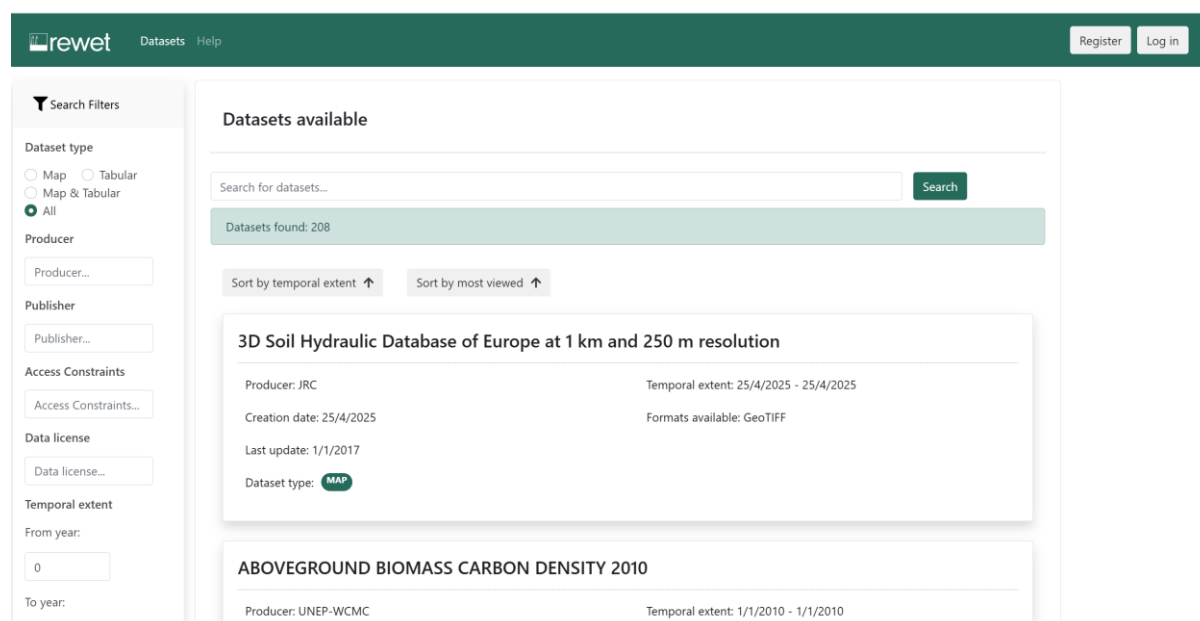 rewet Datasets Help Register Log in
Search Filters
Dataset type
Map Tabular
Map & Tabular
All
Producer
Producer...
Publisher
Publisher...
Access Constraints
Access Constraints...
Data license
Data license...
Temporal extent
From year:
0
To year:
Datasets available
Search for datasets... Search
Datasets found: 208
Sort by temporal extent Sort by most viewed
3D Soil Hydraulic Database of Europe at 1 km and 250 m resolution
Producer: JRC Temporal extent: 25/4/2025 - 25/4/2025
Creation date: 25/4/2025 Formats available: GeoTIFF
Last update: 1/1/2017
Dataset type: MAP
ABOVEGROUND BIOMASS CARBON DENSITY 2010
Producer: UNEP-WCMC Temporal extent: 1/1/2010 - 1/1/2010